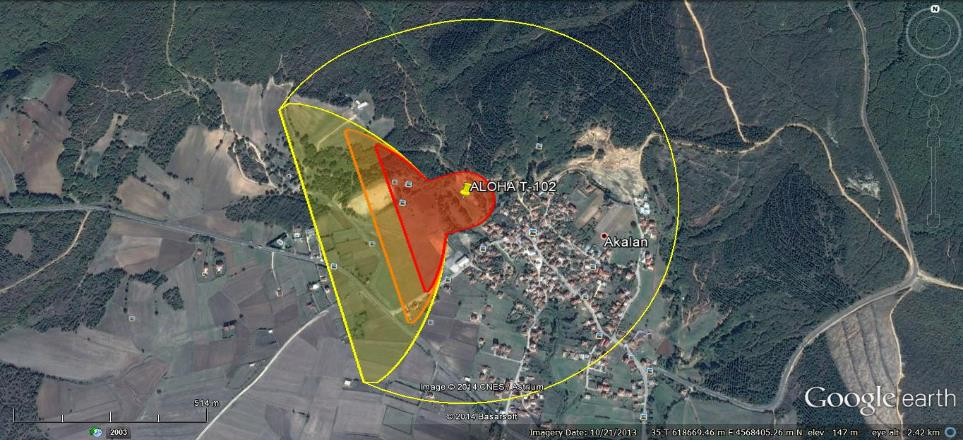 N
ALOHA T-102
Akalan
Image © 2014 CNES / Astrium
© 2014 Basarsoft
Google earth
514 m
2003
Imagery Date: 10/21/2013 35 T 618669.46 m E 4568405.26 m N elev 147 m eye alt 2.42 km